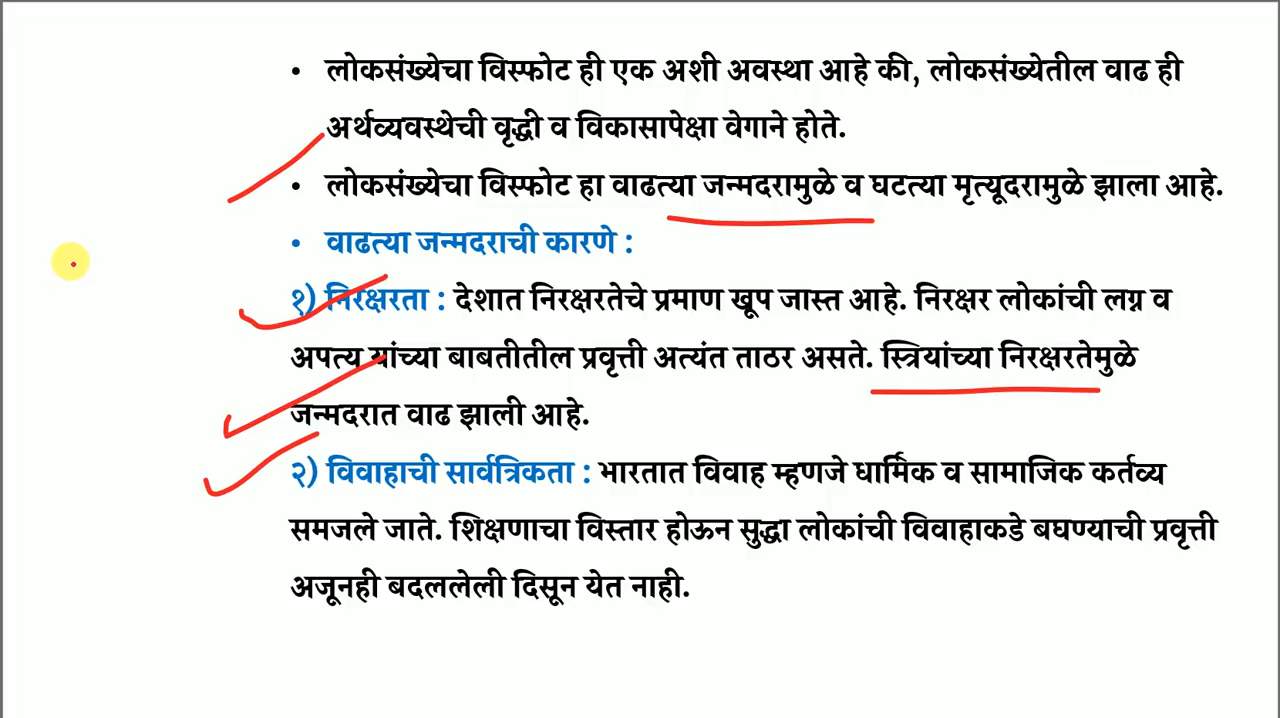 • लोकसंख्येचा विस्फोट ही एक अशी अवस्था आहे की, लोकसंख्येतील वाढ ही
अर्थव्यवस्थेची वृद्धी व विकासापेक्षा वेगाने होते.
• लोकसंख्येचा विस्फोट हा वाढत्या जन्मदरामुळे व घटत्या मृत्यूदरामुळे झाला आहे.
• वाढत्या जन्मदराची कारणे :
१) निरक्षरता : देशात निरक्षरतेचे प्रमाण खूप जास्त आहे. निरक्षर लोकांची लग्न व
अपत्य यांच्या बाबतीतील प्रवृत्ती अत्यंत ताठर असते. स्त्रियांच्या निरक्षरतेमुळे
जन्मदरात वाढ झाली आहे.
२) विवाहाची सार्वत्रिकता : भारतात विवाह म्हणजे धार्मिक व सामाजिक कर्तव्य
समजले जाते. शिक्षणाचा विस्तार होऊन सुद्धा लोकांची विवाहाकडे बघण्याची प्रवृत्ती
अजूनही बदललेली दिसून येत नाही.